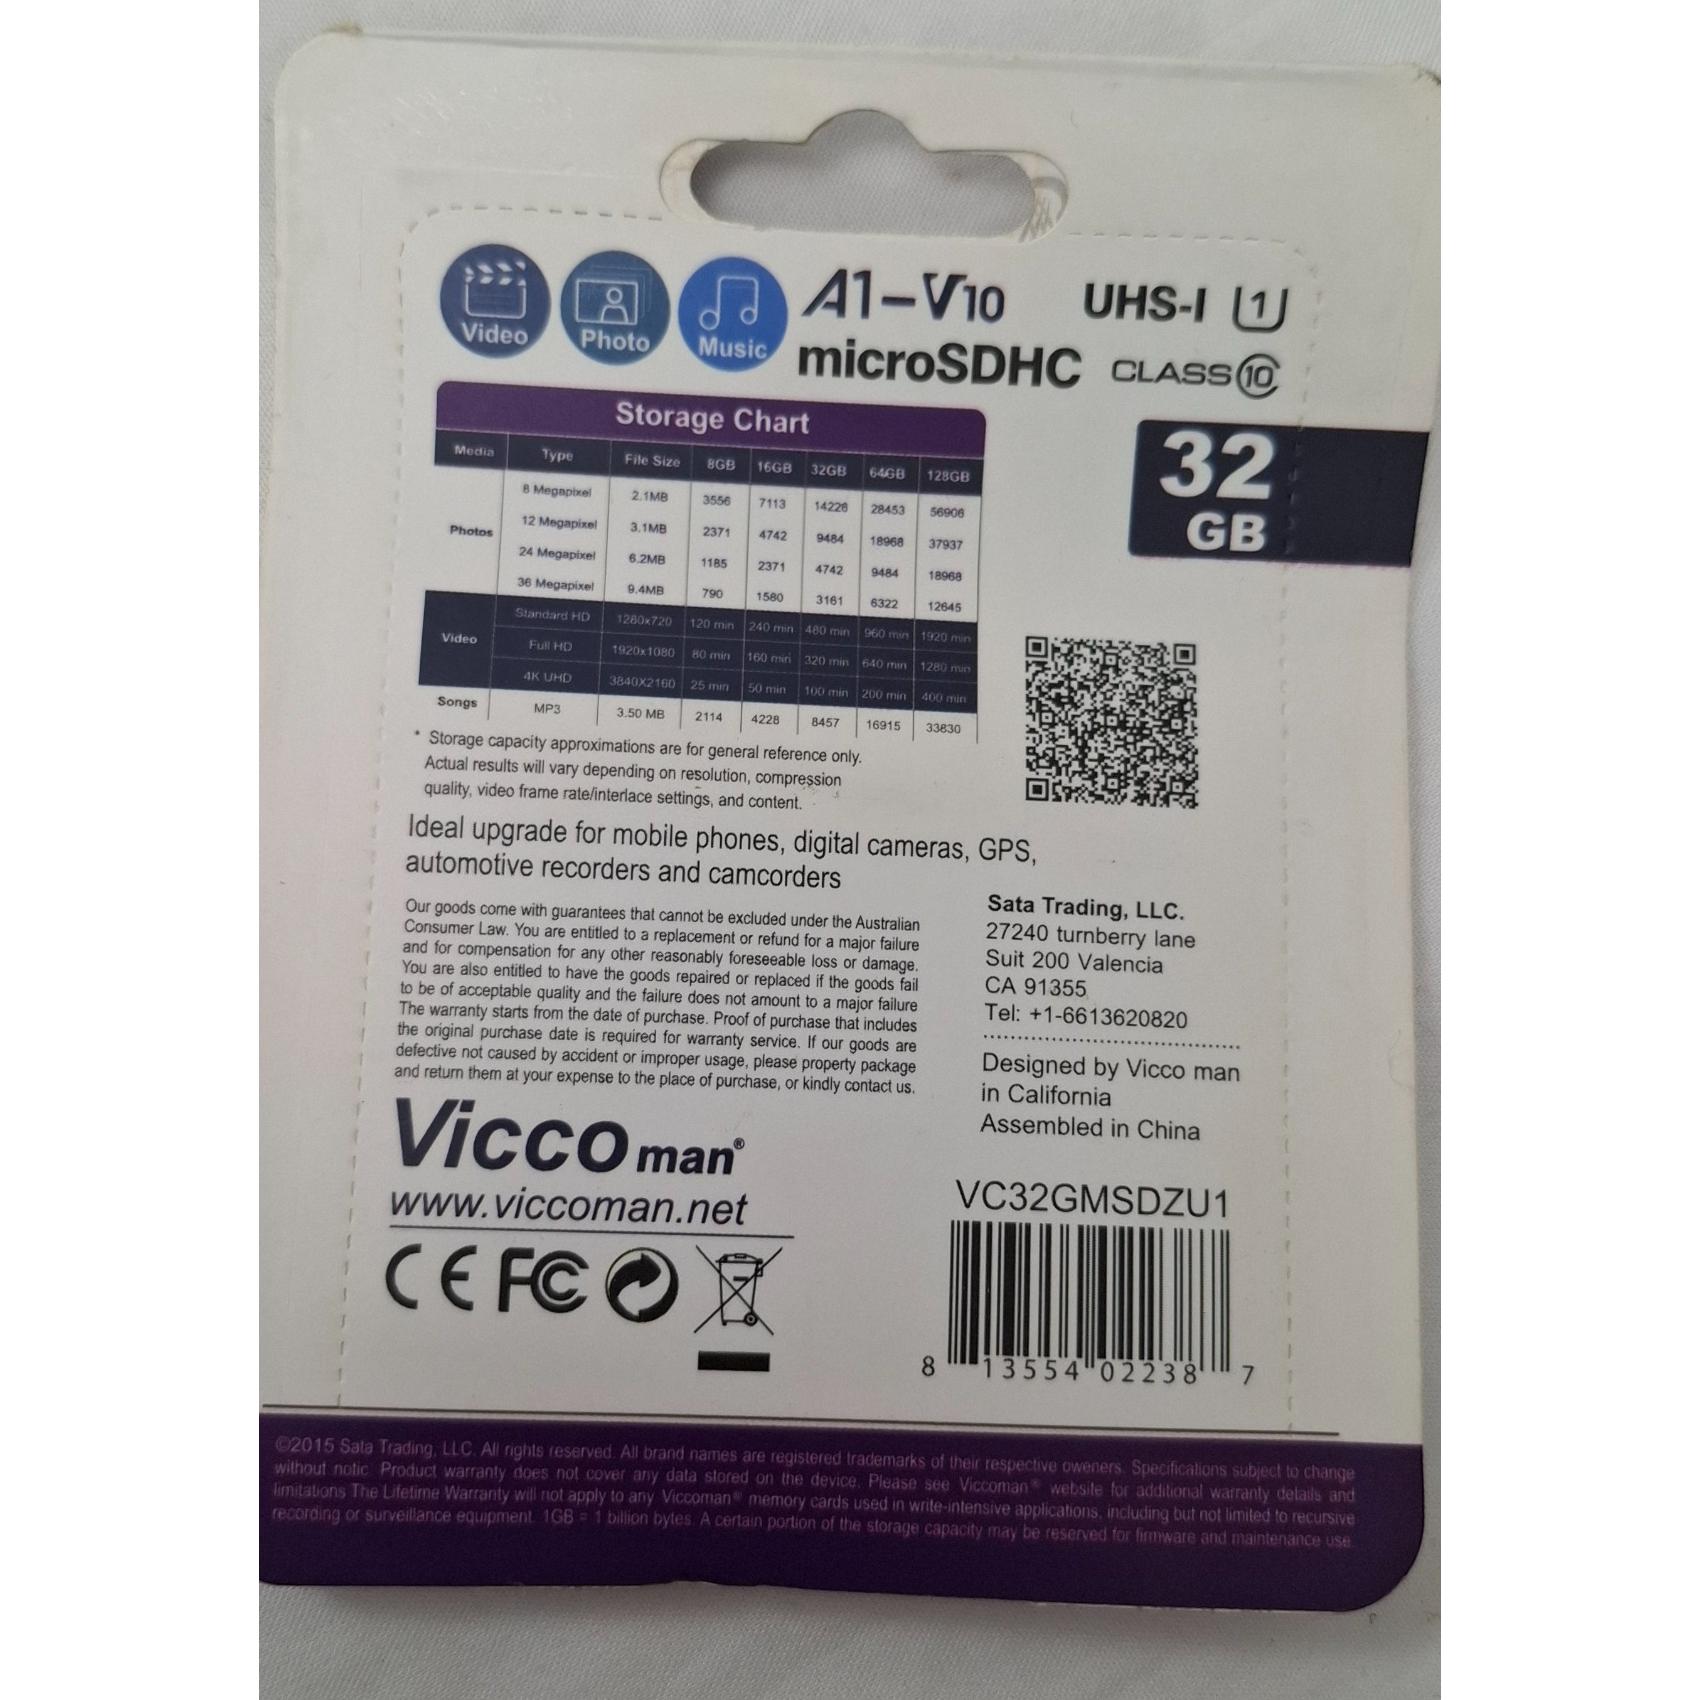 Video
Photo
Music
A1-V10
UHS-I 1
microSDHC
CLASS 10
32
GB
Storage Chart
Media Type File Size 8GB 16GB 32GB 64GB 128GB
Photos
8 Megapixel 2.1MB 3556 7113 14226 28453 56906
12 Megapixel 3.1MB 2371 4742 9484 18968 37937
24 Megapixel 6.2MB 1185 2371 4742 9484 18968
36 Megapixel 9.4MB 790 1580 3161 6322 12645
Video
Standard HD 1280x720 120 min 240 min 480 min 960 min 1920 min
Full HD 1920x1080 80 min 160 min 320 min 640 min 1280 min
4K UHD 3840X2160 25 min 50 min 100 min 200 min 400 min
Songs MP3 3.50 MB 2114 4228 8457 16915 33830
* Storage capacity approximations are for general reference only.
Actual results will vary depending on resolution, compression
quality, video frame rate/interlace settings, and content.
Ideal upgrade for mobile phones, digital cameras, GPS,
automotive recorders and camcorders
Our goods come with guarantees that cannot be excluded under the Australian
Consumer Law. You are entitled to a replacement or refund for a major failure
and for compensation for any other reasonably foreseeable loss or damage.
You are also entitled to have the goods repaired or replaced if the goods fail
to be of acceptable quality and the failure does not amount to a major failure
The warranty starts from the date of purchase. Proof of purchase that includes
the original purchase date is required for warranty service. If our goods are
defective not caused by accident or improper usage, please property package
and return them at your expense to the place of purchase, or kindly contact us.
Sata Trading, LLC.
27240 turnberry lane
Suit 200 Valencia
CA 91355
Tel: +1-6613620820
Designed by Vicco man
in California
Assembled in China
Vicco man®
www.viccoman.net
CE FC
VC32GMSDZU1
8 13554 02238 7
©2015 Sata Trading, LLC. All rights reserved. All brand names are registered trademarks of their respective oweners. Specifications subject to change
without notic. Product warranty does not cover any data stored on the device. Please see Viccoman® website for additional warranty details and
limitations The Lifetime Warranty will not apply to any Viccoman® memory cards used in write-intensive applications, including but not limited to recursive
recording or surveillance equipment. 1GB = 1 billion bytes. A certain portion of the storage capacity may be reserved for firmware and maintenance use.